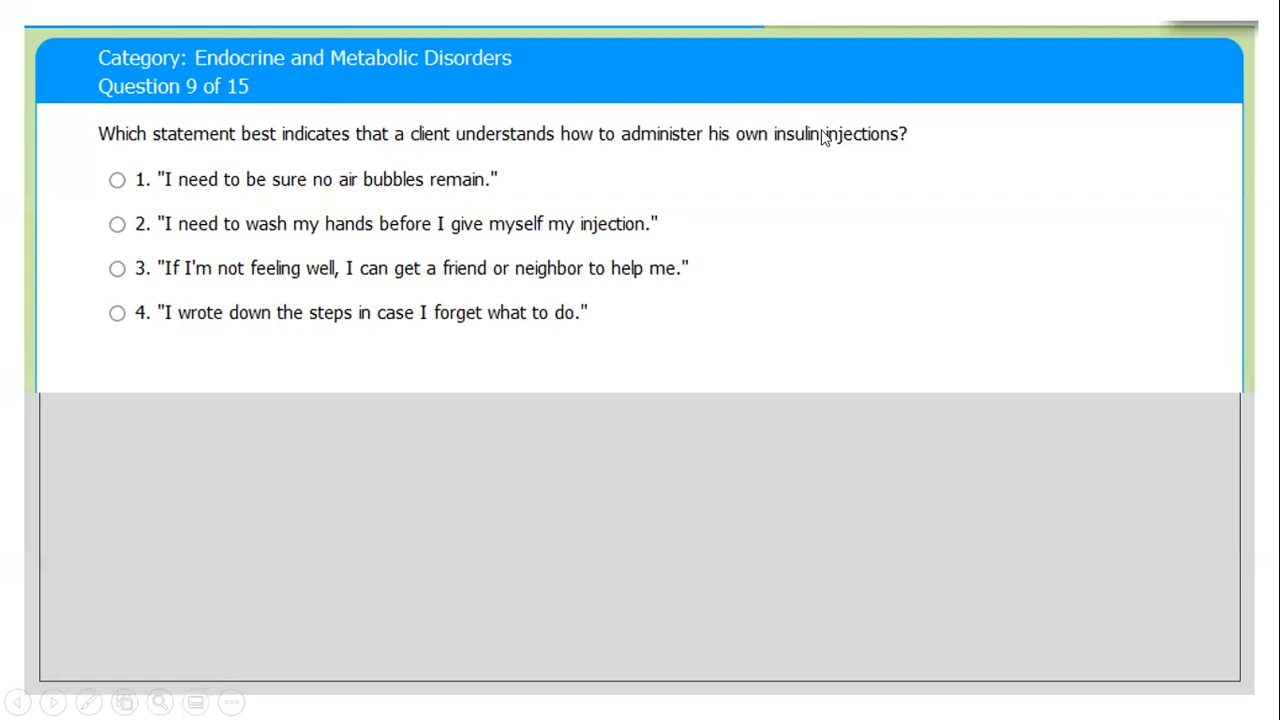 Category: Endocrine and Metabolic Disorders
Question 9 of 15
Which statement best indicates that a client understands how to administer his own insulin injections?
1. "I need to be sure no air bubbles remain."
2. "I need to wash my hands before I give myself my injection."
3. "If I'm not feeling well, I can get a friend or neighbor to help me."
4. "I wrote down the steps in case I forget what to do."